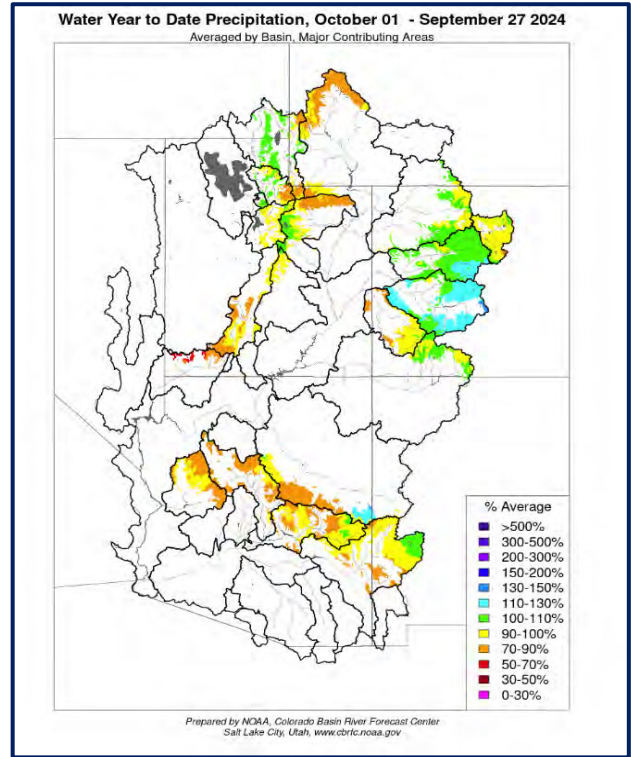 Water Year to Date Precipitation, October 01 - September 27 2024
Averaged by Basin, Major Contributing Areas
% Average
>500%
300-500%
200-300%
150-200%
130-150%
110-130%
100-110%
90-100%
70-90%
50-70%
30-50%
0-30%
Prepared by NOAA, Colorado Basin River Forecast Center
Salt Lake City, Utah, www.cbrfc.noaa.gov